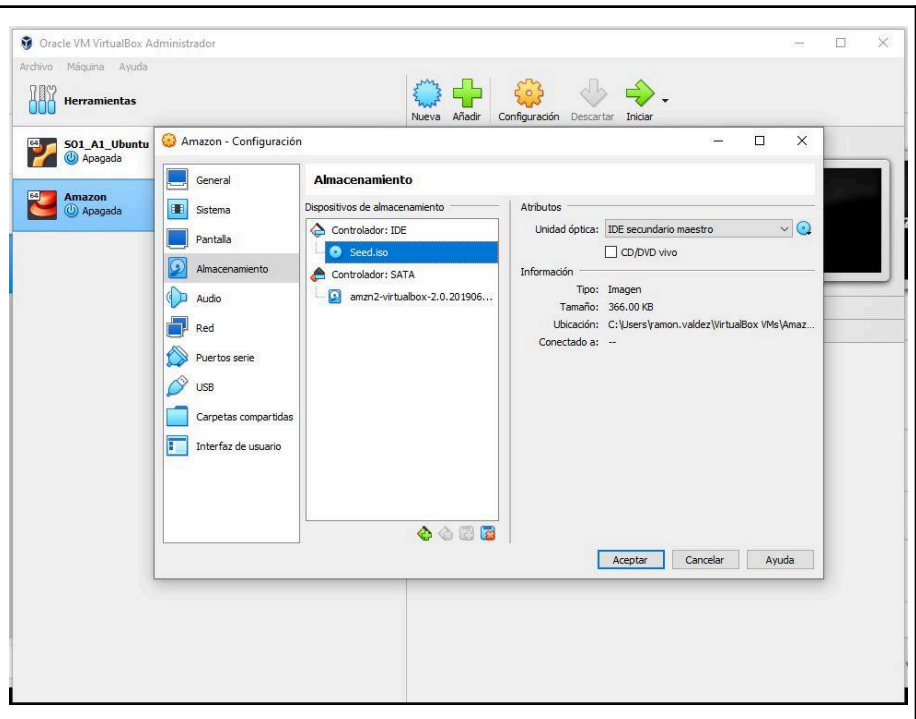 Oracle VM VirtualBox Administrador
Archivo Máquina Ayuda
Herramientas
Nueva Añadir Configuración Descartar Iniciar
64 S01_A1_Ubuntu
Apagada
64 Amazon
Apagada
Amazon - Configuración
General
Sistema
Pantalla
Almacenamiento
Audio
Red
Puertos serie
USB
Carpetas compartidas
Interfaz de usuario
Almacenamiento
Dispositivos de almacenamiento
Controlador: IDE
Seed.iso
Controlador: SATA
amzn2-virtualbox-2.0.201906...
Atributos
Unidad óptica: IDE secundario maestro
CD/DVD vivo
Información
Tipo: Imagen
Tamaño: 366.00 KB
Ubicación: C:\Users\ramon.valdez\VirtualBox VMs\Amaz...
Conectado a: --
Aceptar Cancelar Ayuda